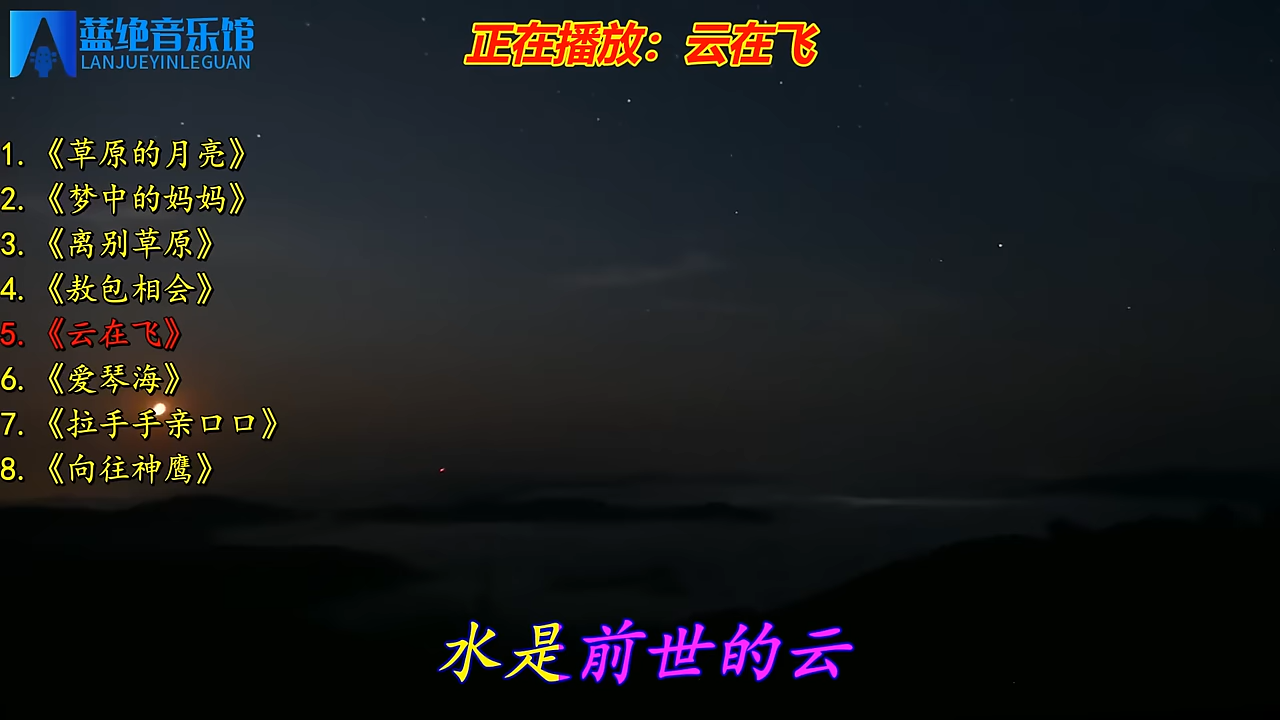 蓝绝音乐馆
LANJUEYINLEGUAN
正在播放：云在飞
1.《草原的月亮》
2.《梦中的妈妈》
3.《离别草原》
4.《敖包相会》
5.《云在飞》
6.《爱琴海》
7.《拉手手亲口口》
8.《向往神鹰》
水是前世的云